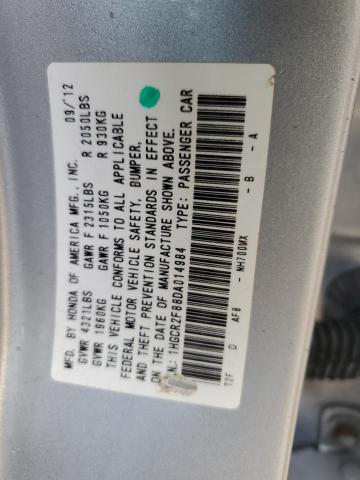 MFD. BY HONDA OF AMERICA MFG., INC. 09/12
GVWR 4321LBS GAWR F 2315LBS R 2050LBS
GVWR 1960KG GAWR F 1050KG R 930KG
THIS VEHICLE CONFORMS TO ALL APPLICABLE
FEDERAL MOTOR VEHICLE SAFETY, BUMPER,
AND THEFT PREVENTION STANDARDS IN EFFECT
ON THE DATE OF MANUFACTURE SHOWN ABOVE.
.N.: 1HGCR2F88DA014984 TYPE: PASSENGER CAR
T2F D AF8 - NH700MX - B - A